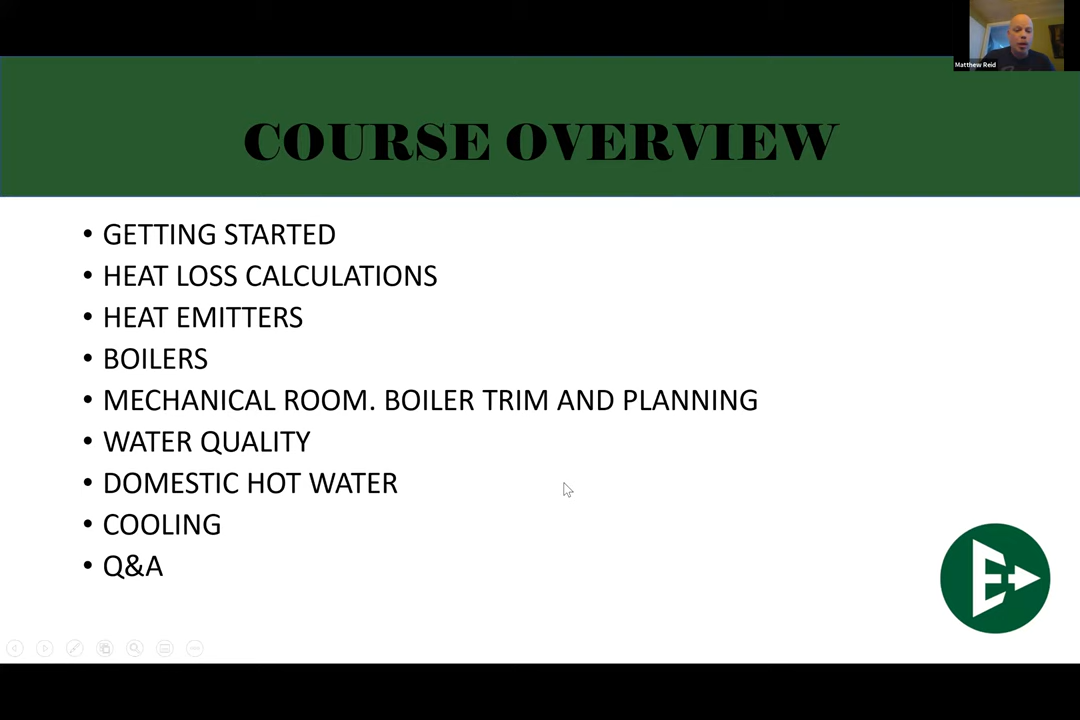 Matthew Reid
COURSE OVERVIEW
• GETTING STARTED
• HEAT LOSS CALCULATIONS
• HEAT EMITTERS
• BOILERS
• MECHANICAL ROOM. BOILER TRIM AND PLANNING
• WATER QUALITY
• DOMESTIC HOT WATER
• COOLING
• Q&A
E